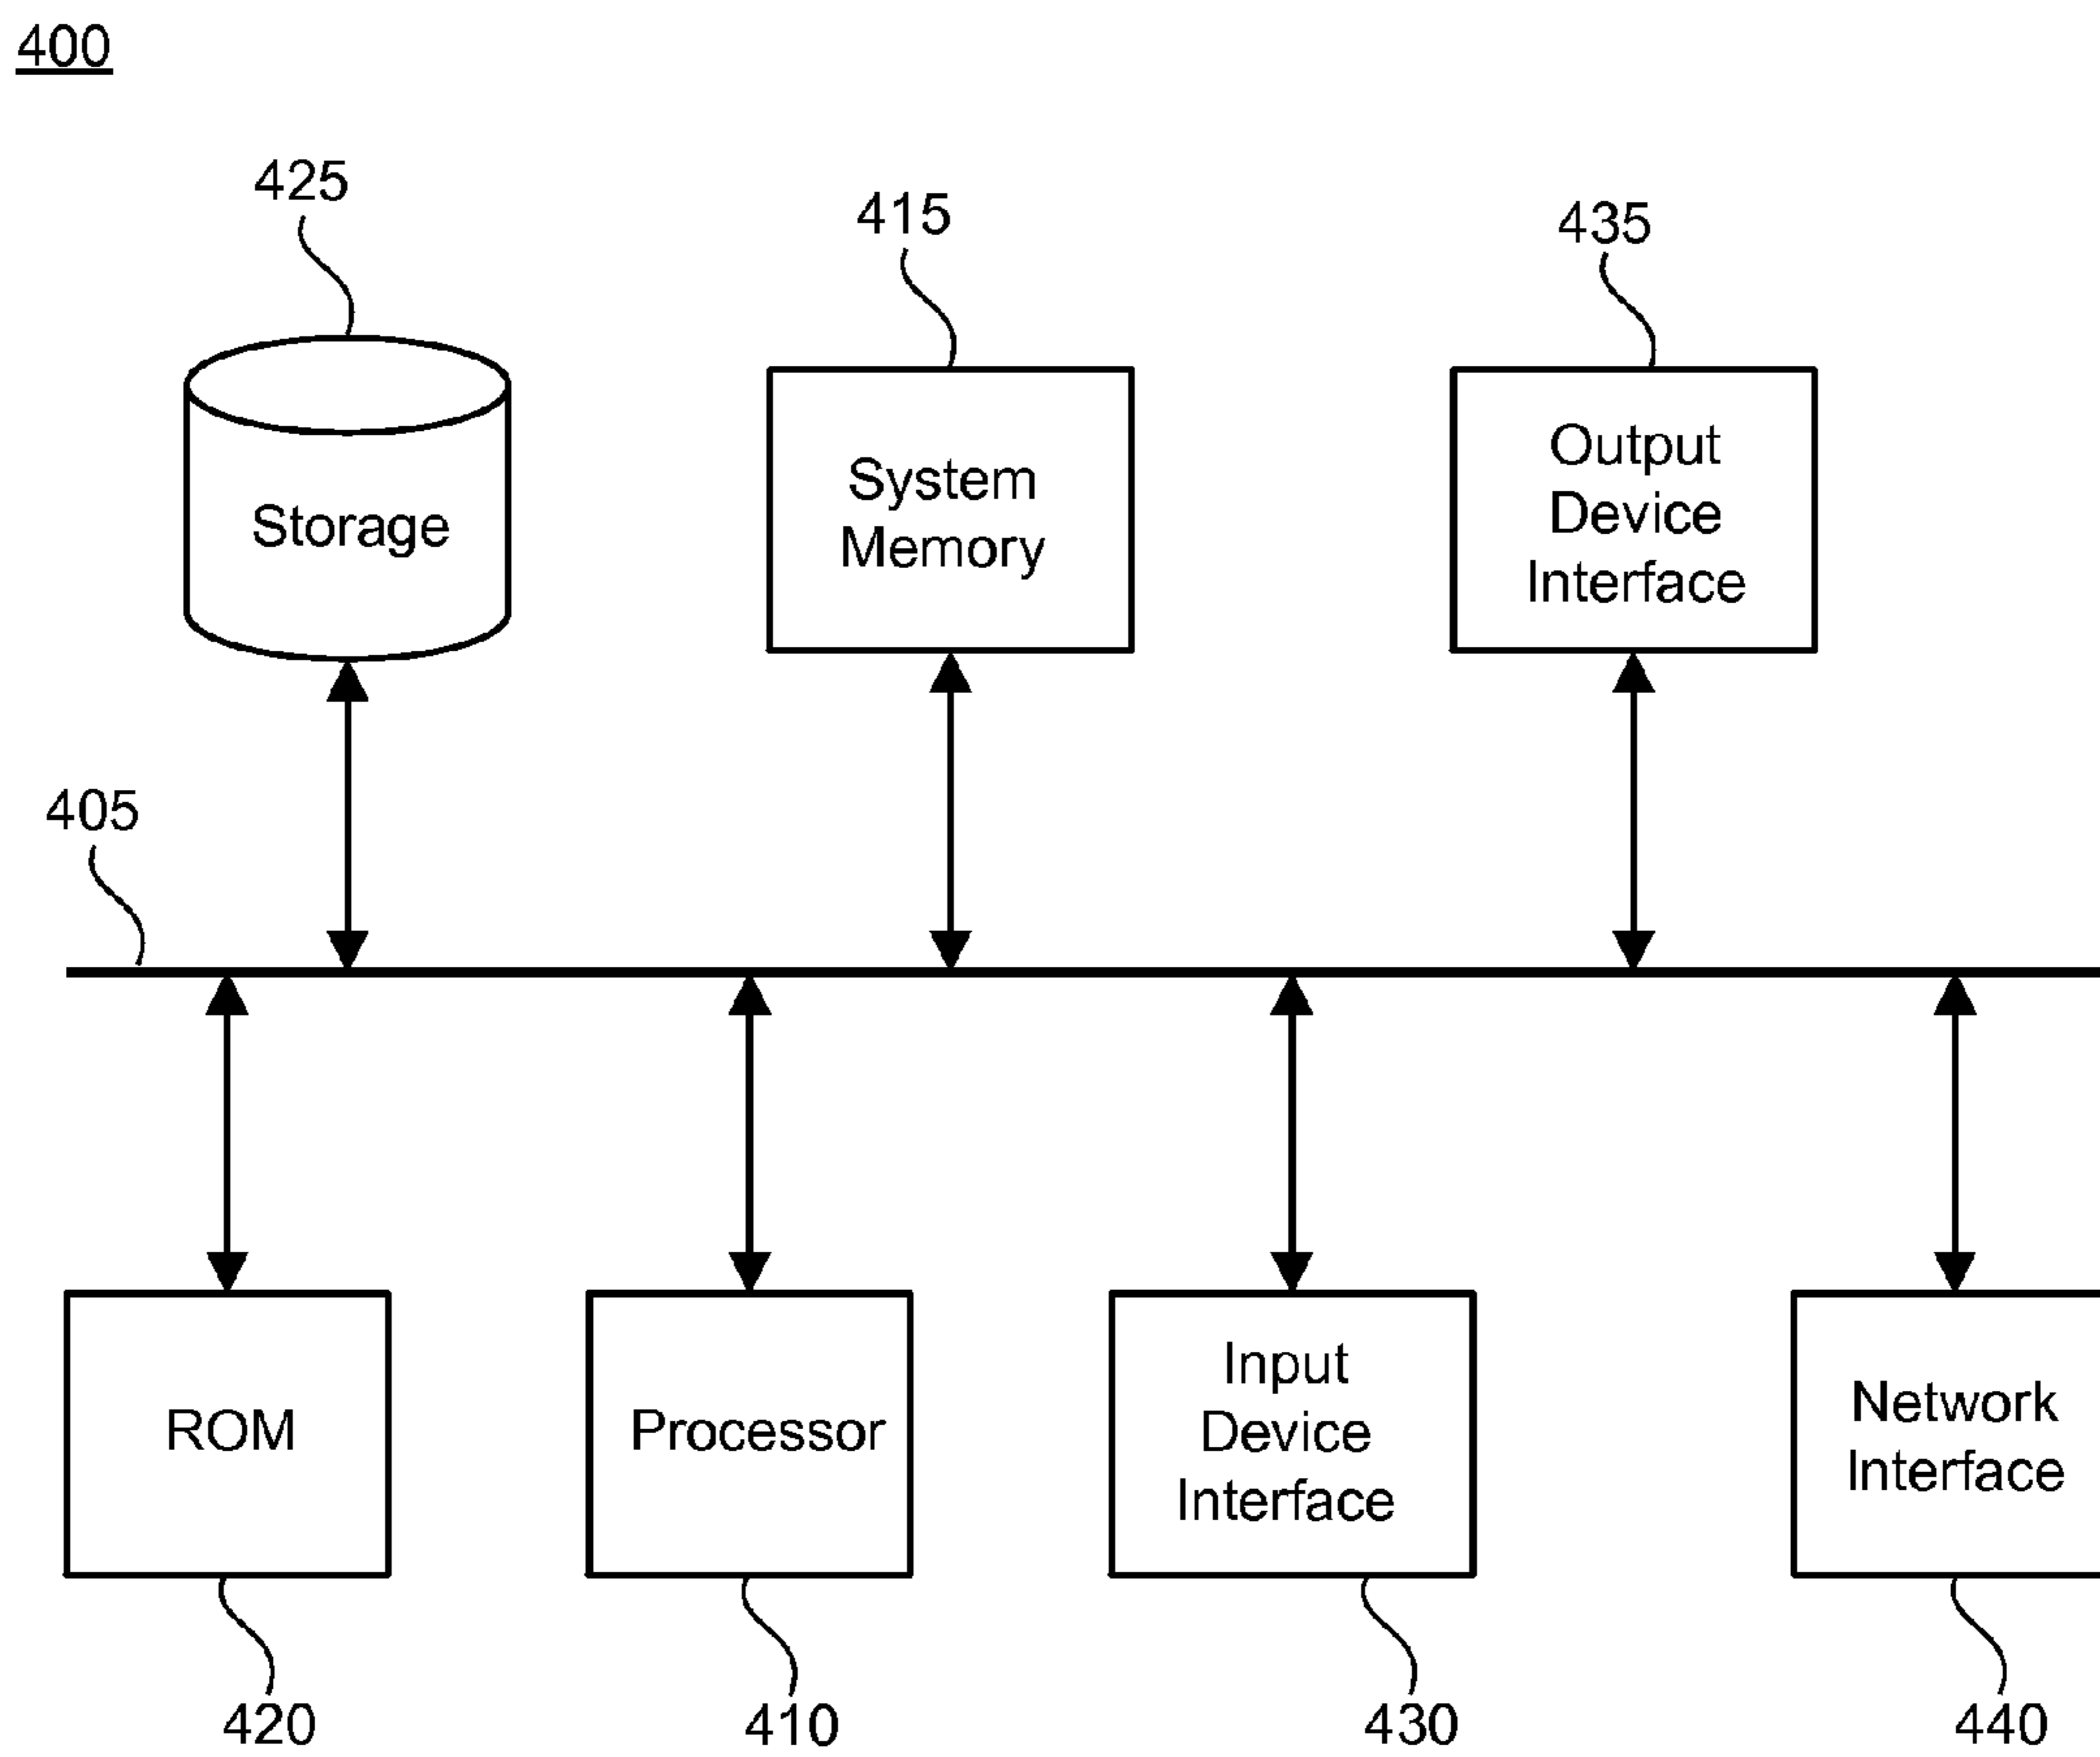 400
425
415
435
Storage
System
Memory
Output
Device
Interface
405
ROM
Processor
Input
Device
Interface
Network
Interface
420
410
430
440